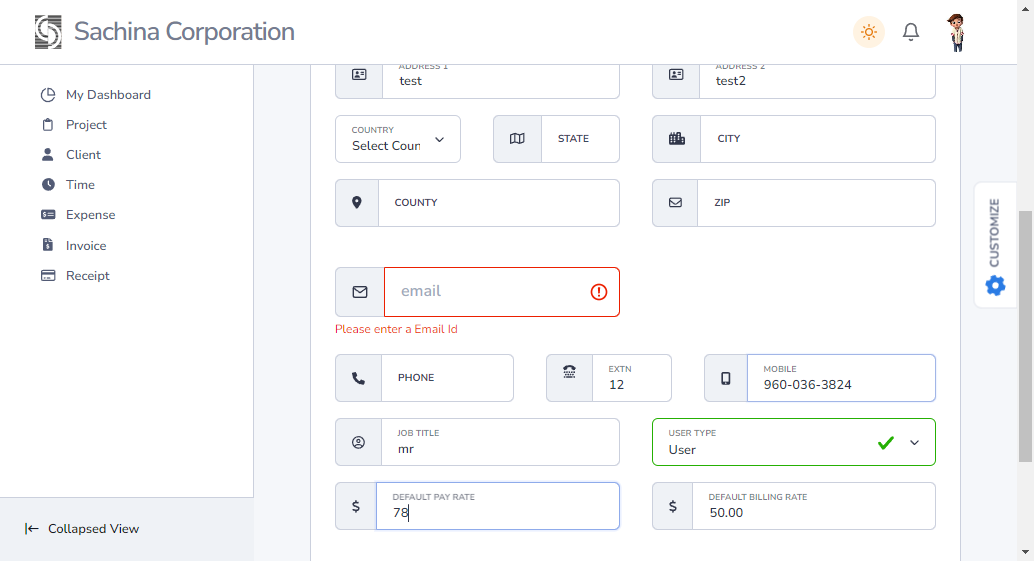 Sachina Corporation
My Dashboard
Project
Client
Time
Expense
Invoice
Receipt
Collapsed View
ADDRESS 1
test
ADDRESS 2
test2
COUNTRY
Select Coun
STATE
CITY
COUNTY
ZIP
email
Please enter a Email Id
PHONE
EXTN
12
MOBILE
960-036-3824
JOB TITLE
mr
USER TYPE
User
DEFAULT PAY RATE
78
DEFAULT BILLING RATE
50.00
CUSTOMIZE